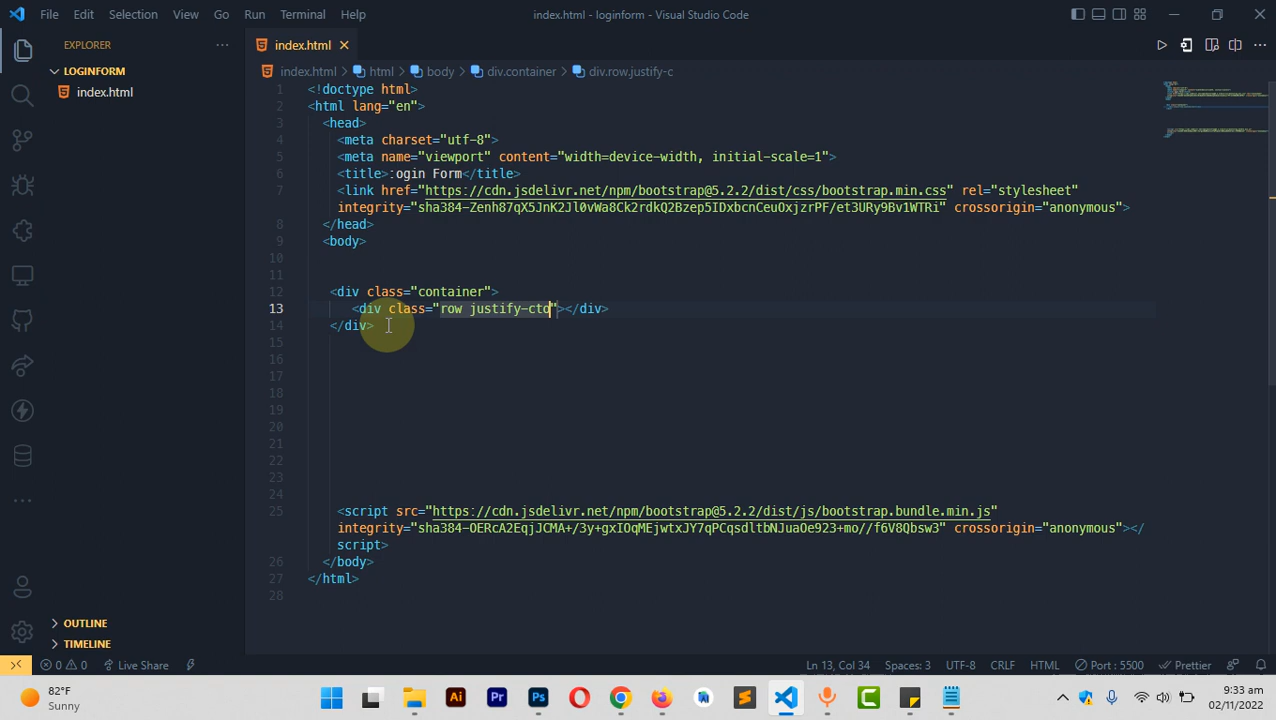 File Edit Selection View Go Run Terminal Help index.html - loginform - Visual Studio Code
EXPLORER
LOGINFORM
index.html
index.html
index.html > html > body > div.container > div.row.justify-c
1 <!doctype html>
2 <html lang="en">
3 <head>
4 <meta charset="utf-8">
5 <meta name="viewport" content="width=device-width, initial-scale=1">
6 <title>:ogin Form</title>
7 <link href="https://cdn.jsdelivr.net/npm/bootstrap@5.2.2/dist/css/bootstrap.min.css" rel="stylesheet"
integrity="sha384-Zenh87qX5JnK2Jl0vWa8Ck2rdkQ2Bzep5IDxbcnCeuOxjzrPF/et3URy9Bv1WTRi" crossorigin="anonymous">
8 </head>
9 <body>
10
11
12 <div class="container">
13 <div class="row justify-cto"></div>
14 </div>
15
16
17
18
19
20
21
22
23
24
25 <script src="https://cdn.jsdelivr.net/npm/bootstrap@5.2.2/dist/js/bootstrap.bundle.min.js"
integrity="sha384-OERcA2EqjJCMA+/3y+gxIOqMEjwtxJY7qPCqsdltbNJuaOe923+mo//f6V8Qbsw3" crossorigin="anonymous"></
script>
26 </body>
27 </html>
28
OUTLINE
TIMELINE
0 0 Live Share Ln 13, Col 34 Spaces: 3 UTF-8 CRLF HTML Port : 5500 Prettier
82°F
Sunny
Ai Pr Ps
9:33 am
02/11/2022